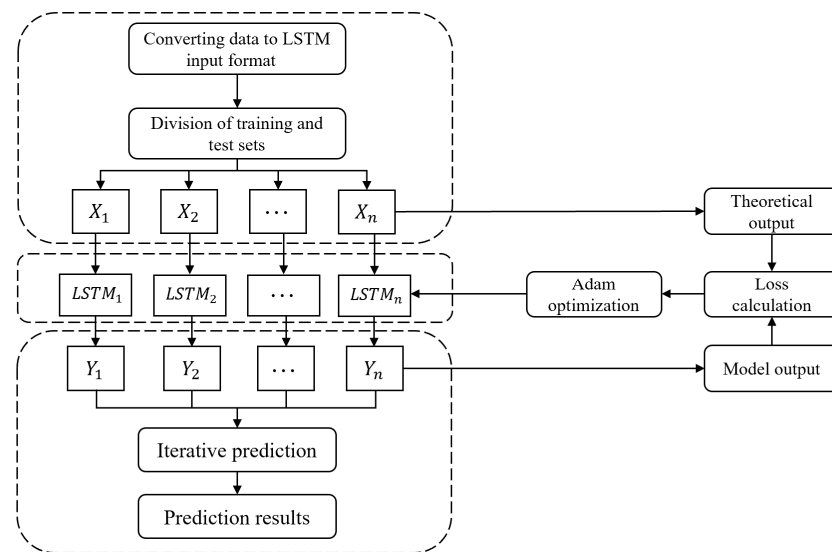 Converting data to LSTM
input format
Division of training and
test sets
X₁
X₂
...
Xₙ
Theoretical
output
LSTM₁
LSTM₂
...
LSTMₙ
Adam
optimization
Loss
calculation
Y₁
Y₂
...
Yₙ
Model output
Iterative prediction
Prediction results